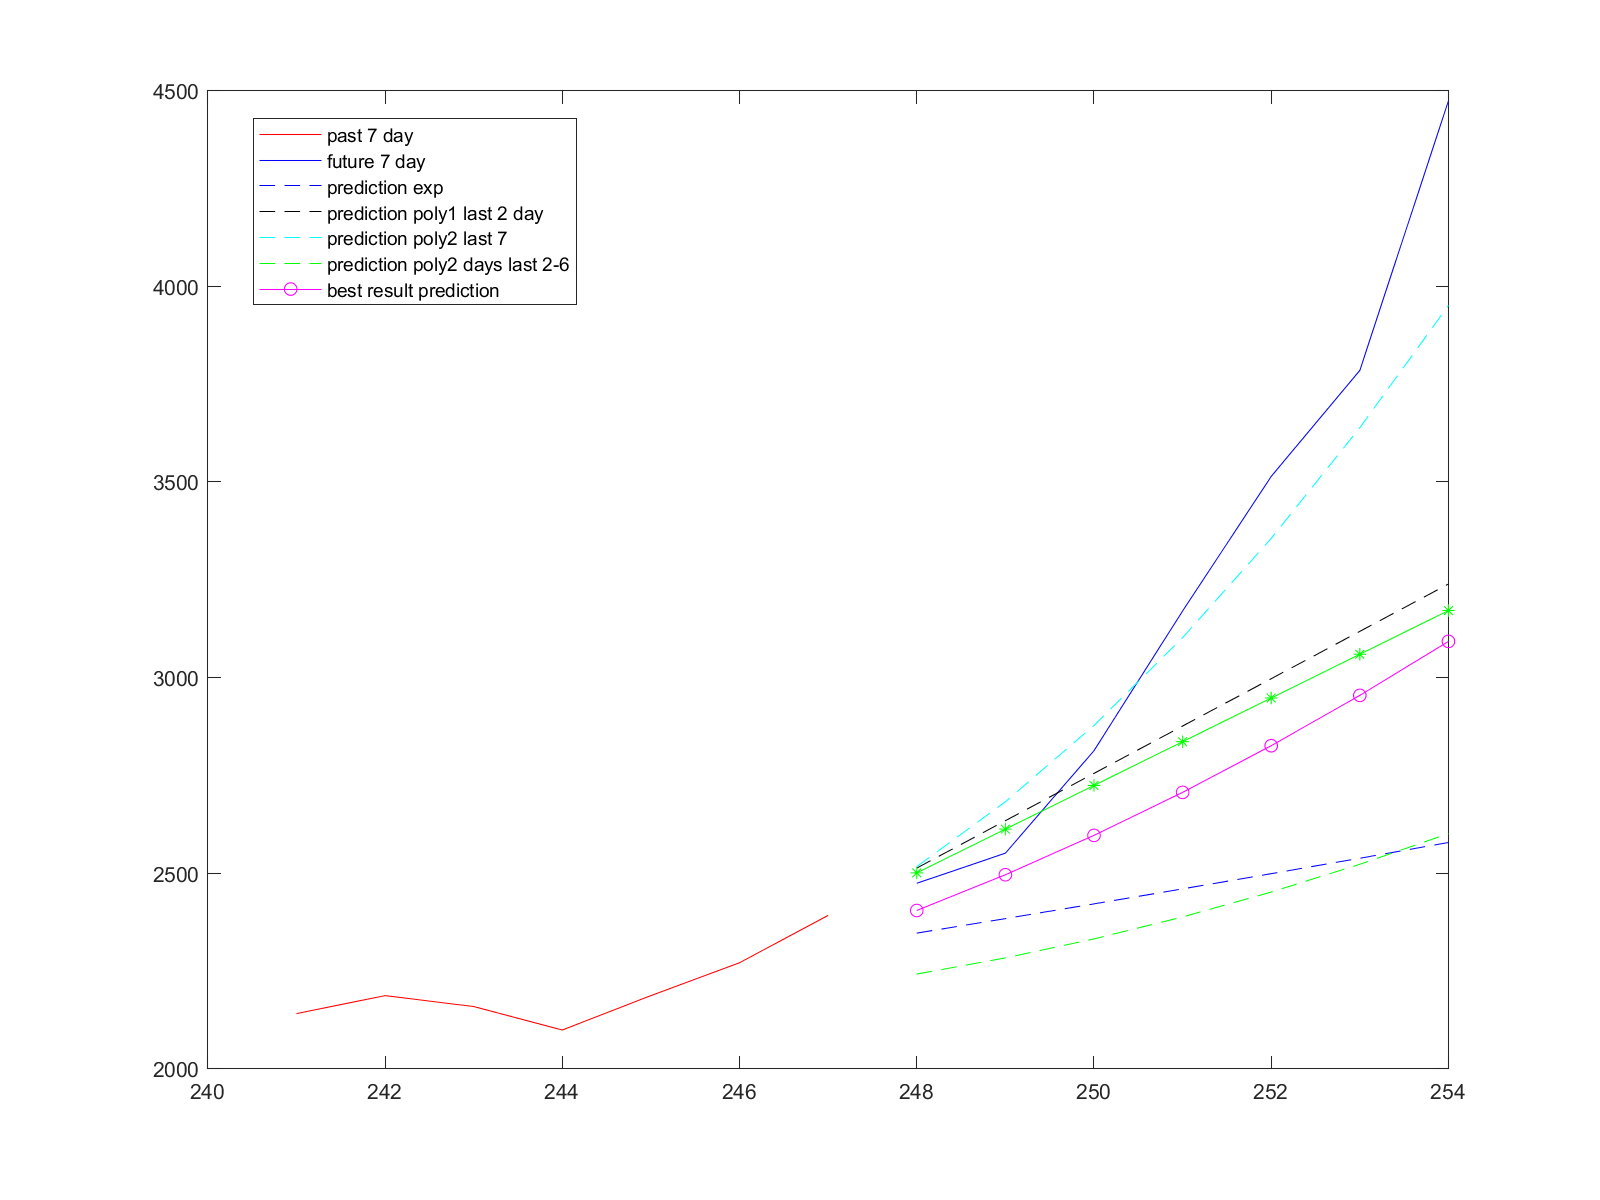 4500
4000
3500
3000
2500
2000
past 7 day
future 7 day
prediction exp
prediction poly1 last 2 day
prediction poly2 last 7
prediction poly2 days last 2-6
best result prediction
240 242 244 246 248 250 252 254